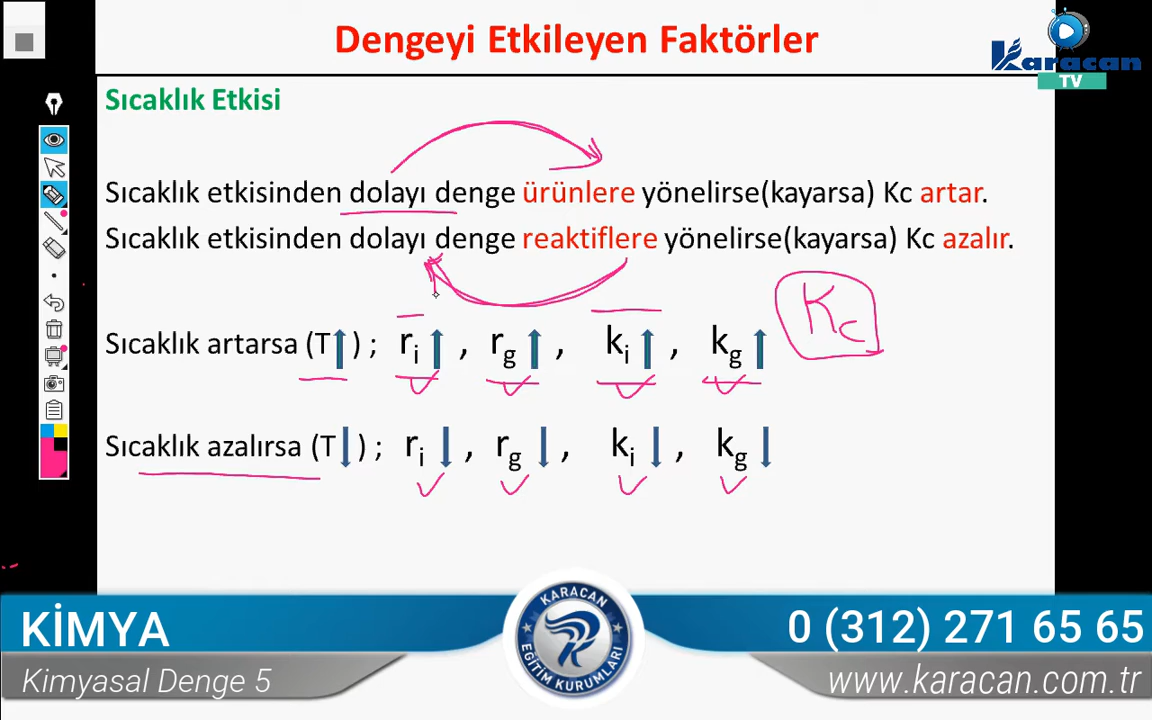 Dengeyi Etkileyen Faktörler
Karacan
TV
Sıcaklık Etkisi
Sıcaklık etkisinden dolayı denge ürünlere yönelirse(kayarsa) Kc artar.
Sıcaklık etkisinden dolayı denge reaktiflere yönelirse(kayarsa) Kc azalır.
Kc
Sıcaklık artarsa (T↑) ; ri↑ , rg↑ , ki↑ , kg↑
Sıcaklık azalırsa (T↓) ; ri↓ , rg↓ , ki↓ , kg↓
KARACAN
EĞİTİM KURUMLARI
KİMYA
0 (312) 271 65 65
Kimyasal Denge 5
www.karacan.com.tr